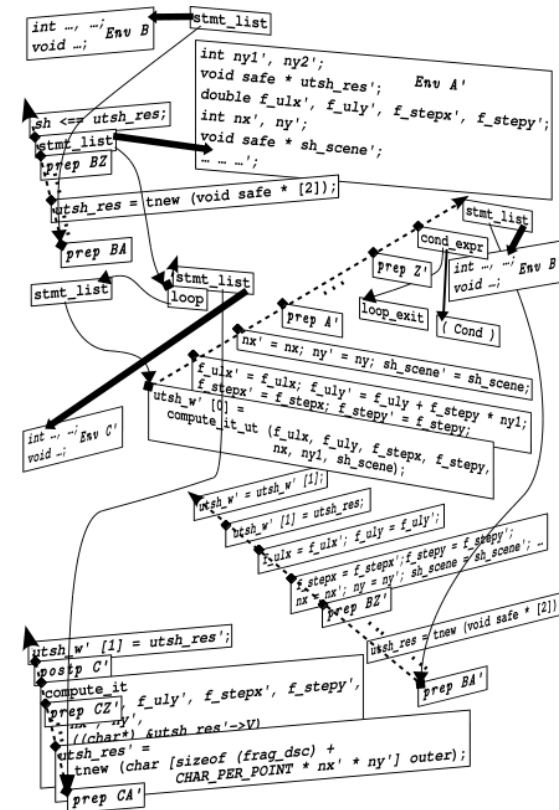 stmt_list
int …, …;
void …;
Env B
int ny1', ny2';
void safe * utsh_res';
Env A'
double f_ulx', f_uly', f_stepx', f_stepy';
int nx', ny';
void safe * sh_scene';
… … …';
sh <== utsh_res;
stmt_list
prep BZ
utsh_res = tnew (void safe * [2]);
prep BA
stmt_list
cond_expr
int …, …;
void …;
Env B
prep Z'
loop_exit
( Cond )
stmt_list
loop
stmt_list
prep A'
nx' = nx; ny' = ny; sh_scene' = sh_scene;
f_ulx' = f_ulx; f_uly' = f_uly + f_stepy * ny1;
f_stepx' = f_stepx; f_stepy' = f_stepy;
utsh_w' [0] =
compute_it_ut (f_ulx, f_uly, f_stepx, f_stepy,
nx, ny1, sh_scene);
int …, …;
void …;
Env C'
utsh_w' = utsh_w' [1];
utsh_w' [1] = utsh_res;
f_ulx = f_ulx'; f_uly = f_uly';
f_stepx = f_stepx';f_stepy = f_stepy';
nx = nx'; ny = ny'; sh_scene = sh_scene'; …
prep BZ'
utsh_res = tnew (void safe * [2])
prep BA'
utsh_w' [1] = utsh_res';
postp C'
compute_it
f_uly', f_stepx', f_stepy',
prep CZ'
nx', ny',
((char*) &utsh_res'->V)
utsh_res' =
tnew (char [sizeof (frag_dsc) +
CHAR_PER_POINT * nx' * ny'] outer);
prep CA'